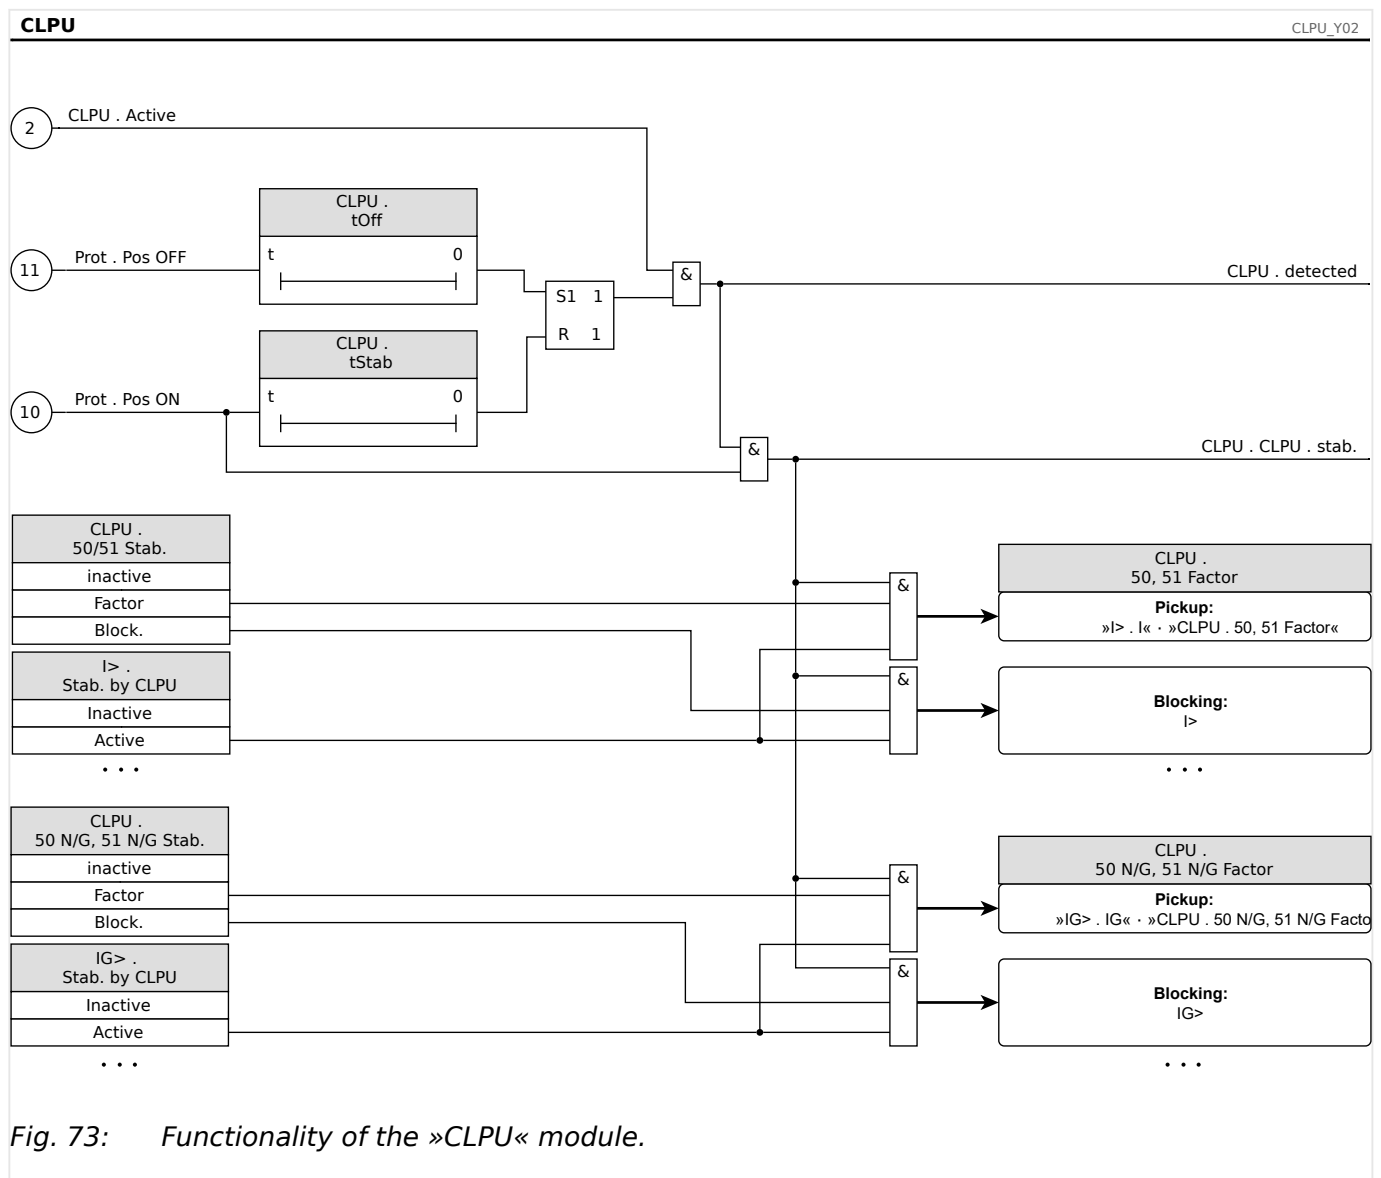 CLPU
CLPU_Y02
2
CLPU . Active
CLPU .
tOff
11
Prot . Pos OFF
t 0
&
CLPU . detected
S1 1
R 1
CLPU .
tStab
10
Prot . Pos ON
t 0
&
CLPU . CLPU . stab.
CLPU .
50/51 Stab.
inactive
Factor
Block.
&
CLPU .
50, 51 Factor
Pickup:
»I> . I« · »CLPU . 50, 51 Factor«
I> .
Stab. by CLPU
Inactive
Active
&
Blocking:
I>
. . .
. . .
CLPU .
50 N/G, 51 N/G Stab.
inactive
Factor
Block.
&
CLPU .
50 N/G, 51 N/G Factor
Pickup:
»IG> . IG« · »CLPU . 50 N/G, 51 N/G Facto
IG> .
Stab. by CLPU
Inactive
Active
&
Blocking:
IG>
. . .
. . .
Fig. 73: Functionality of the »CLPU« module.